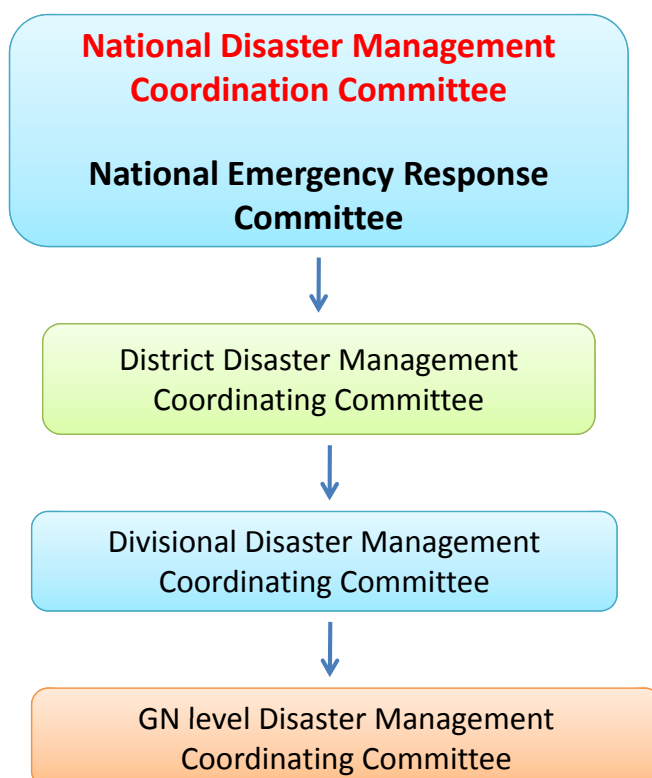 National Disaster Management
Coordination Committee
National Emergency Response
Committee
District Disaster Management
Coordinating Committee
Divisional Disaster Management
Coordinating Committee
GN level Disaster Management
Coordinating Committee